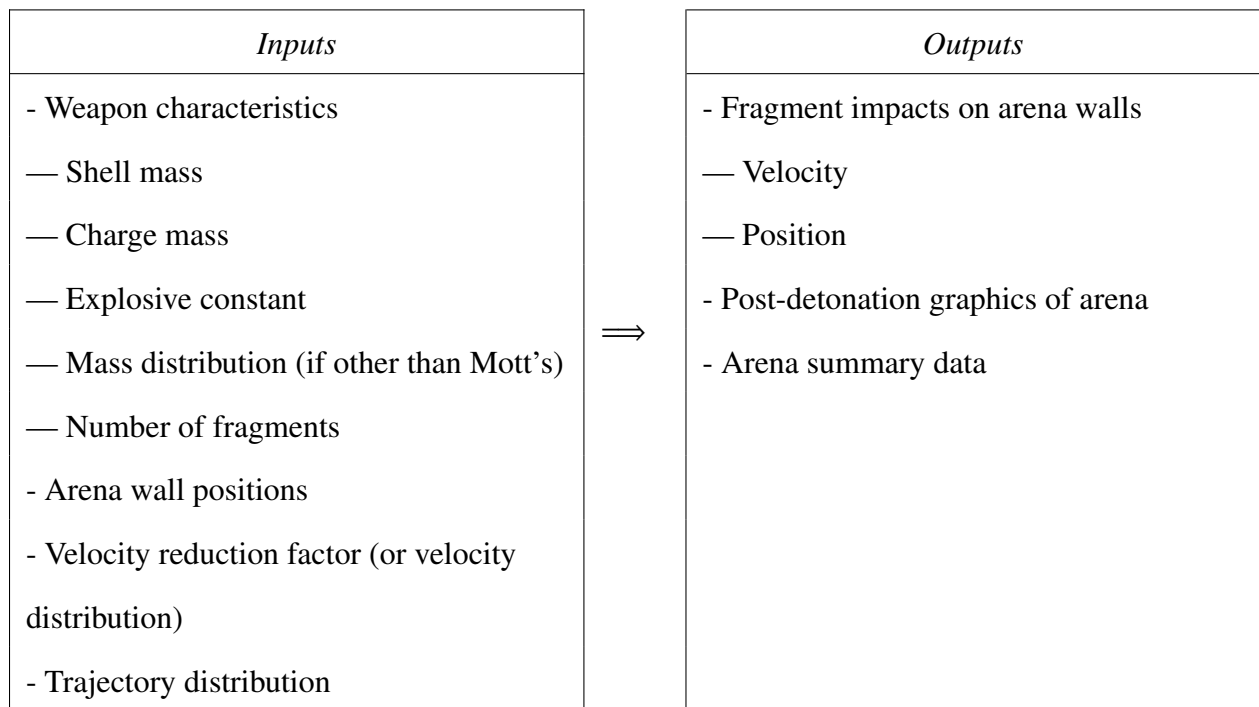 Inputs
- Weapon characteristics
— Shell mass
— Charge mass
— Explosive constant
— Mass distribution (if other than Mott's)
— Number of fragments
- Arena wall positions
- Velocity reduction factor (or velocity
distribution)
- Trajectory distribution
⟹
Outputs
- Fragment impacts on arena walls
— Velocity
— Position
- Post-detonation graphics of arena
- Arena summary data